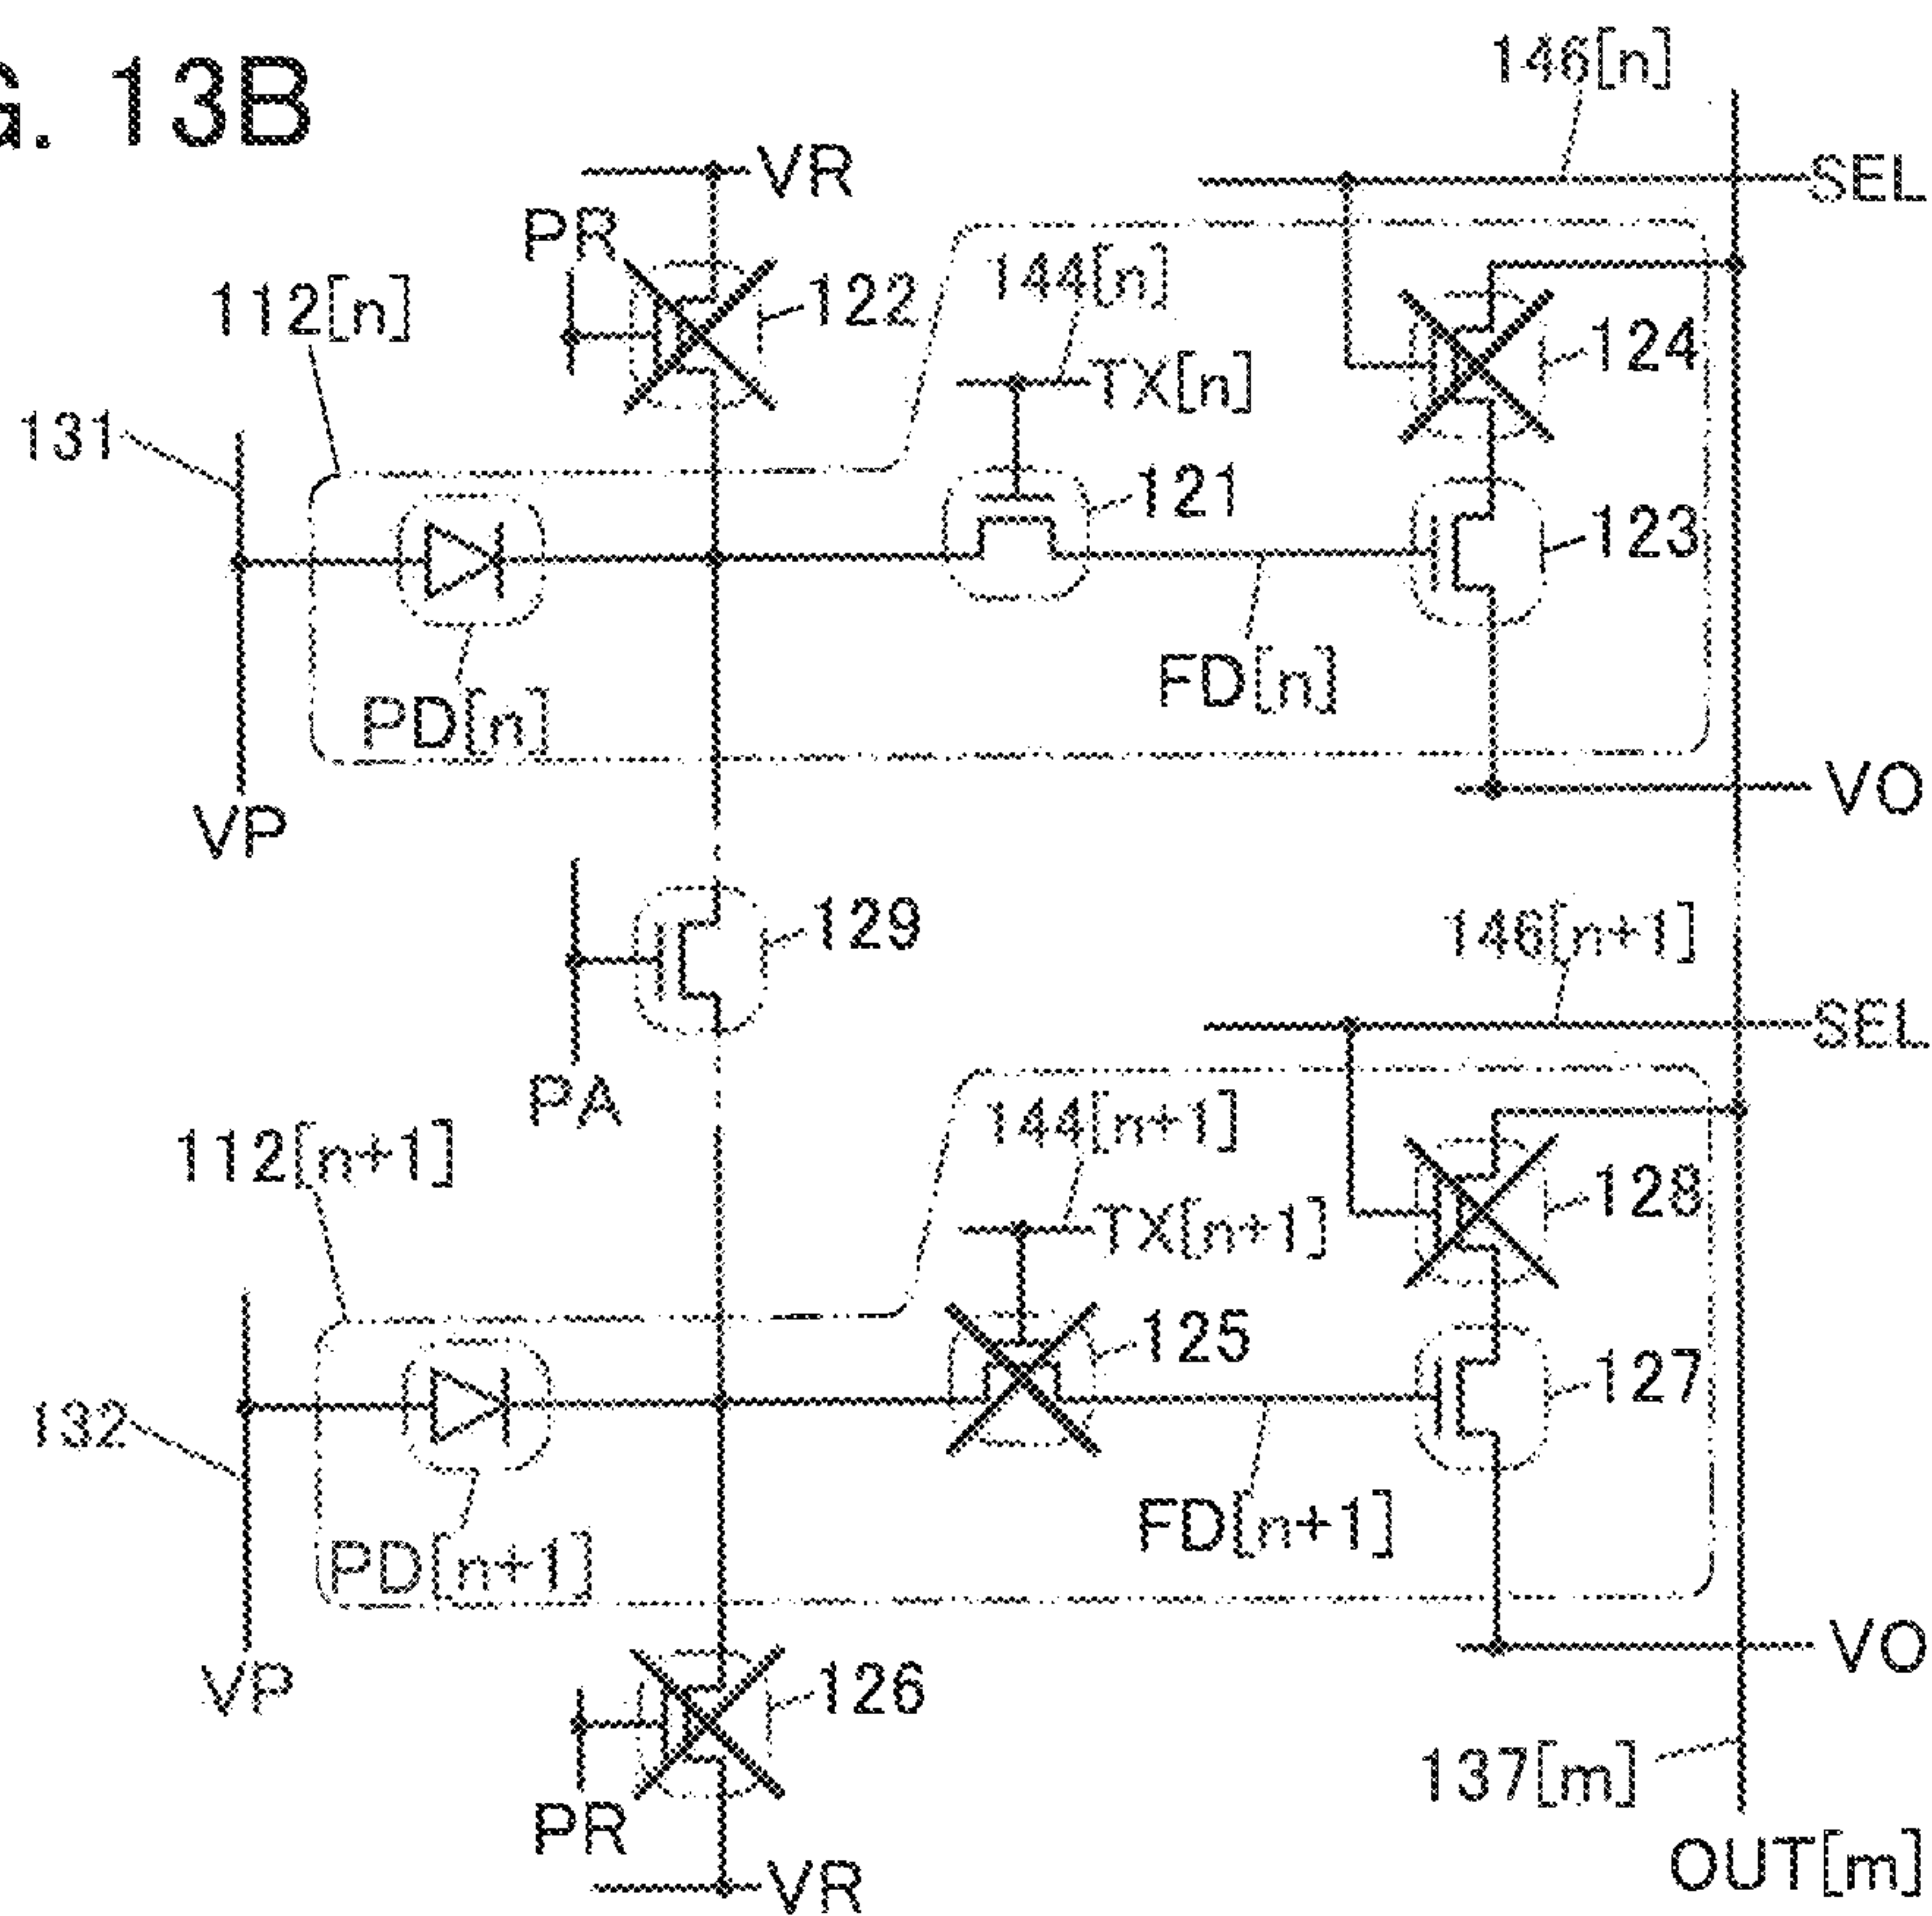 G. 13B
146[n]
VR
SEL
PR
112[n]
122
144[n]
124
TX[n]
131
121
123
FD[n]
PD[n]
VO
VP
129
146[n+1]
SEL
PA
112[n+1]
144[n+1]
128
TX[n+1]
125
127
132
FD[n+1]
PD[n+1]
VO
VP
126
137[m]
PR
OUT[m]
VR